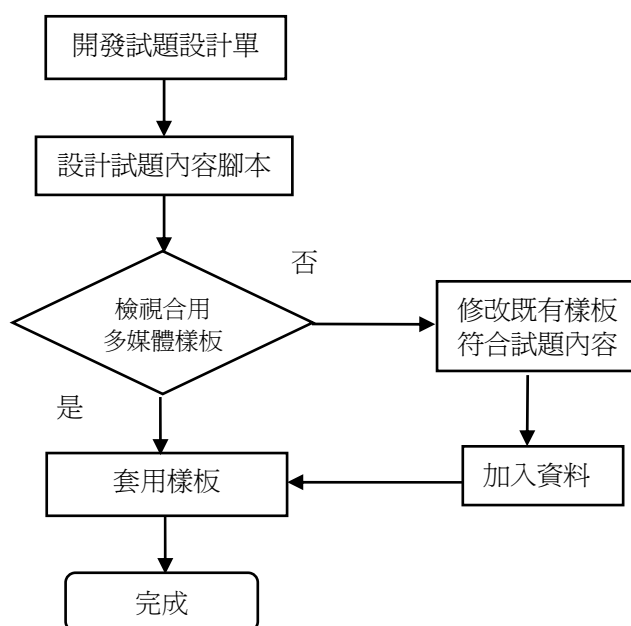 開發試題設計單
設計試題內容腳本
否
檢視合用
多媒體樣板
修改既有樣板
符合試題內容
是
套用樣板
加入資料
完成